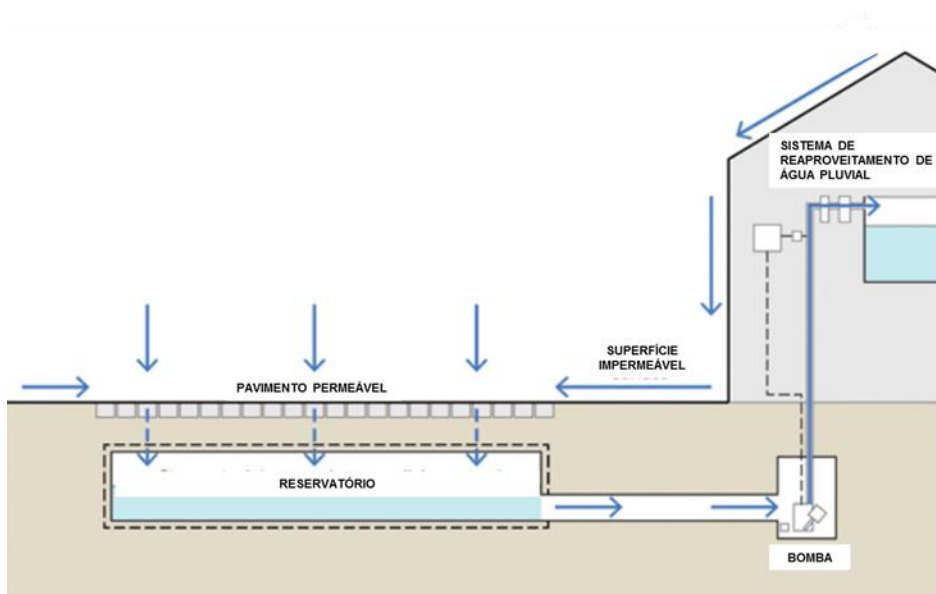 SISTEMA DE
REAPROVEITAMENTO DE
ÁGUA PLUVIAL
SUPERFÍCIE
IMPERMEÁVEL
PAVIMENTO PERMEÁVEL
RESERVATÓRIO
BOMBA